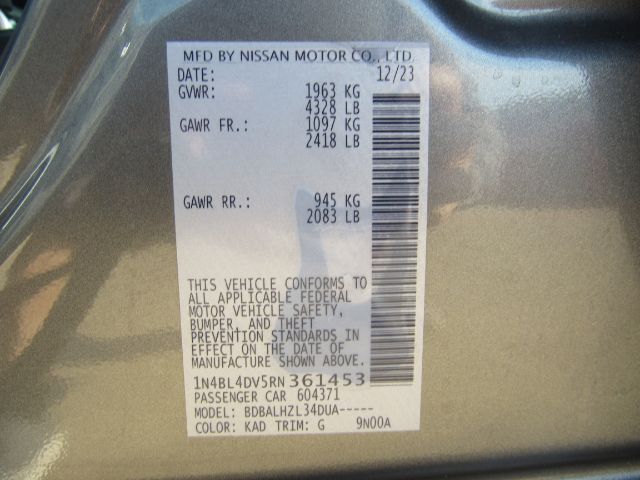 MFD BY NISSAN MOTOR CO., LTD.
DATE: 12/23
GVWR: 1963 KG
4328 LB
GAWR FR.: 1097 KG
2418 LB
GAWR RR.: 945 KG
2083 LB
THIS VEHICLE CONFORMS TO
ALL APPLICABLE FEDERAL
MOTOR VEHICLE SAFETY,
BUMPER, AND THEFT
PREVENTION STANDARDS IN
EFFECT ON THE DATE OF
MANUFACTURE SHOWN ABOVE.
1N4BL4DV5RN361453
PASSENGER CAR 604371
MODEL: BDBALHZL34DUA-----
COLOR: KAD TRIM: G 9N00A